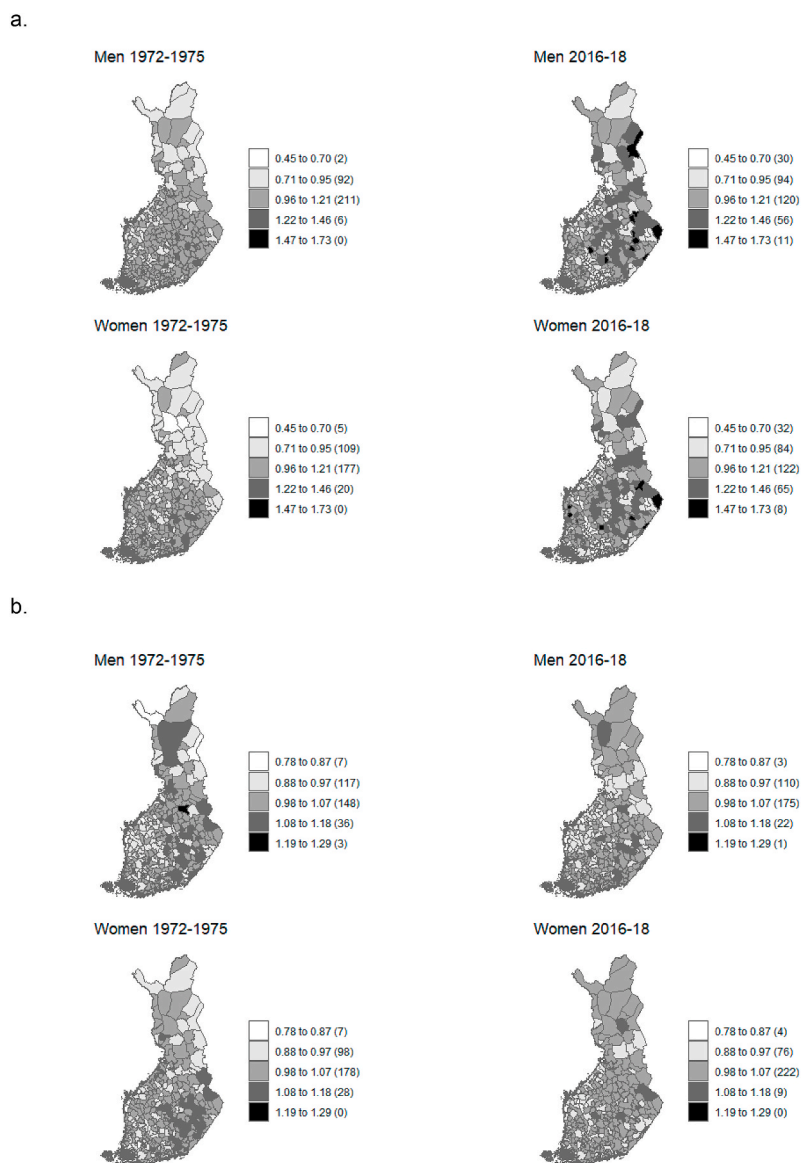 a.
Men 1972-1975
0.45 to 0.70 (2)
0.71 to 0.95 (92)
0.96 to 1.21 (211)
1.22 to 1.46 (6)
1.47 to 1.73 (0)
Men 2016-18
0.45 to 0.70 (30)
0.71 to 0.95 (94)
0.96 to 1.21 (120)
1.22 to 1.46 (56)
1.47 to 1.73 (11)
Women 1972-1975
0.45 to 0.70 (5)
0.71 to 0.95 (109)
0.96 to 1.21 (177)
1.22 to 1.46 (20)
1.47 to 1.73 (0)
Women 2016-18
0.45 to 0.70 (32)
0.71 to 0.95 (84)
0.96 to 1.21 (122)
1.22 to 1.46 (65)
1.47 to 1.73 (8)
b.
Men 1972-1975
0.78 to 0.87 (7)
0.88 to 0.97 (117)
0.98 to 1.07 (148)
1.08 to 1.18 (36)
1.19 to 1.29 (3)
Men 2016-18
0.78 to 0.87 (3)
0.88 to 0.97 (110)
0.98 to 1.07 (175)
1.08 to 1.18 (22)
1.19 to 1.29 (1)
Women 1972-1975
0.78 to 0.87 (7)
0.88 to 0.97 (98)
0.98 to 1.07 (178)
1.08 to 1.18 (28)
1.19 to 1.29 (0)
Women 2016-18
0.78 to 0.87 (4)
0.88 to 0.97 (76)
0.98 to 1.07 (222)
1.08 to 1.18 (9)
1.19 to 1.29 (0)